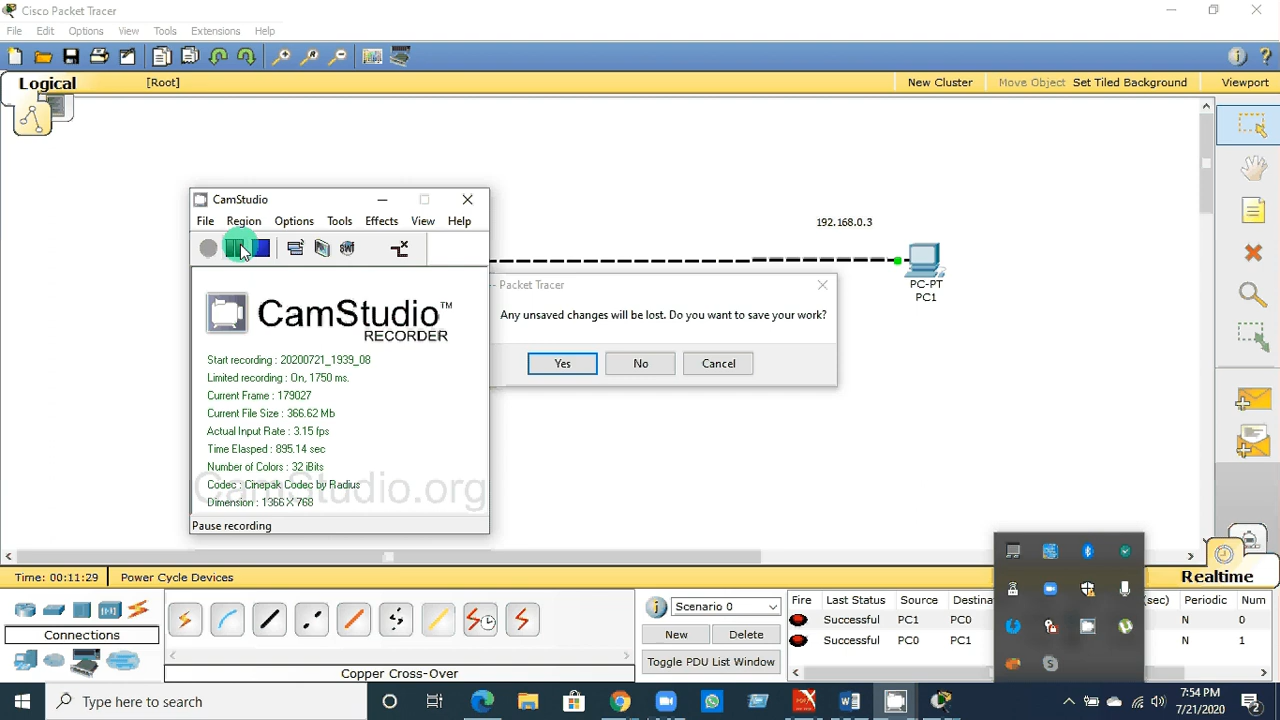 Cisco Packet Tracer
File Edit Options View Tools Extensions Help
Logical
[Root]
New Cluster
Move Object
Set Tiled Background
Viewport
192.168.0.3
PC-PT
PC1
CamStudio
File Region Options Tools Effects View Help
CamStudio™
RECORDER
Start recording : 20200721_1939_08
Limited recording : On, 1750 ms.
Current Frame : 179027
Current File Size : 366.62 Mb
Actual Input Rate : 3.15 fps
Time Elasped : 895.14 sec
Number of Colors : 32 iBits
Codec : Cinepak Codec by Radius
Dimension : 1366 X 768
CamStudio.org
Pause recording
Packet Tracer
Any unsaved changes will be lost. Do you want to save your work?
Yes
No
Cancel
Time: 00:11:29
Power Cycle Devices
Realtime
Connections
Copper Cross-Over
Scenario 0
New
Delete
Toggle PDU List Window
Fire Last Status Source Destina (sec) Periodic Num
Successful PC1 PC0 N 0
Successful PC0 PC1 N 1
Type here to search
7:54 PM
7/21/2020
2